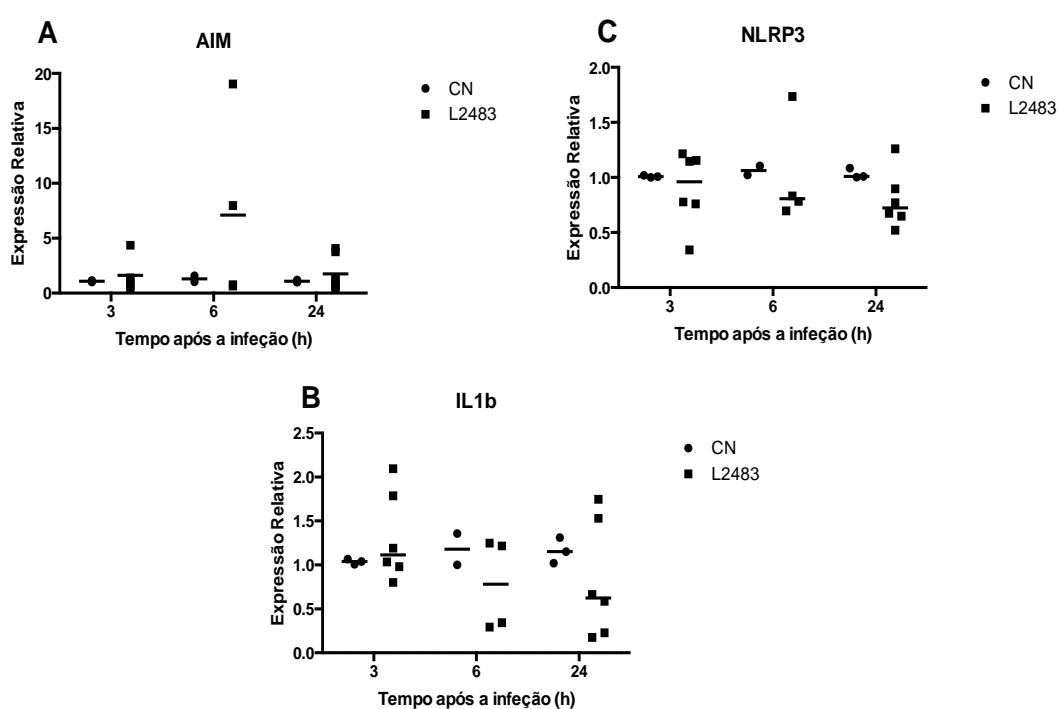 A
AIM
Expressão Relativa
20
15
10
5
0
3 6 24
Tempo após a infeção (h)
CN
L2483
C
NLRP3
Expressão Relativa
2.0
1.5
1.0
0.5
0.0
3 6 24
Tempo após a infeção (h)
CN
L2483
B
IL1b
Expressão Relativa
2.5
2.0
1.5
1.0
0.5
0.0
3 6 24
Tempo após a infeção (h)
CN
L2483